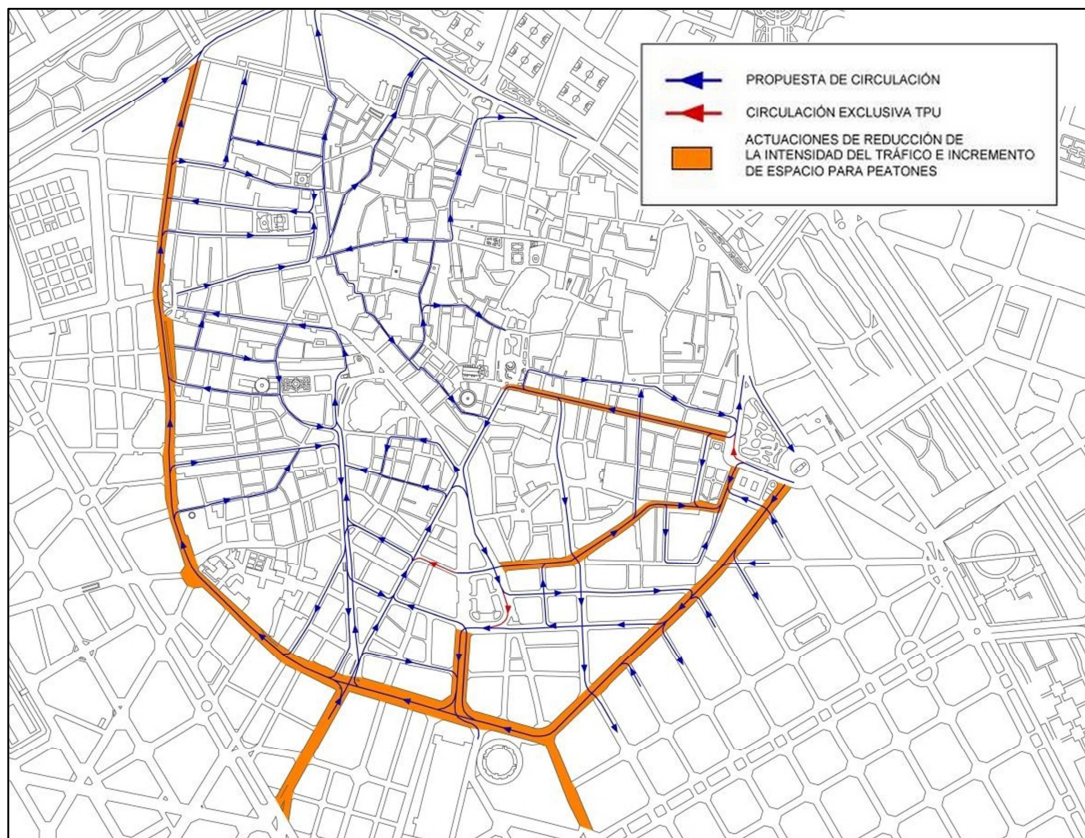 PROPUESTA DE CIRCULACIÓN
CIRCULACIÓN EXCLUSIVA TPU
ACTUACIONES DE REDUCCIÓN DE
LA INTENSIDAD DEL TRÁFICO E INCREMENTO
DE ESPACIO PARA PEATONES